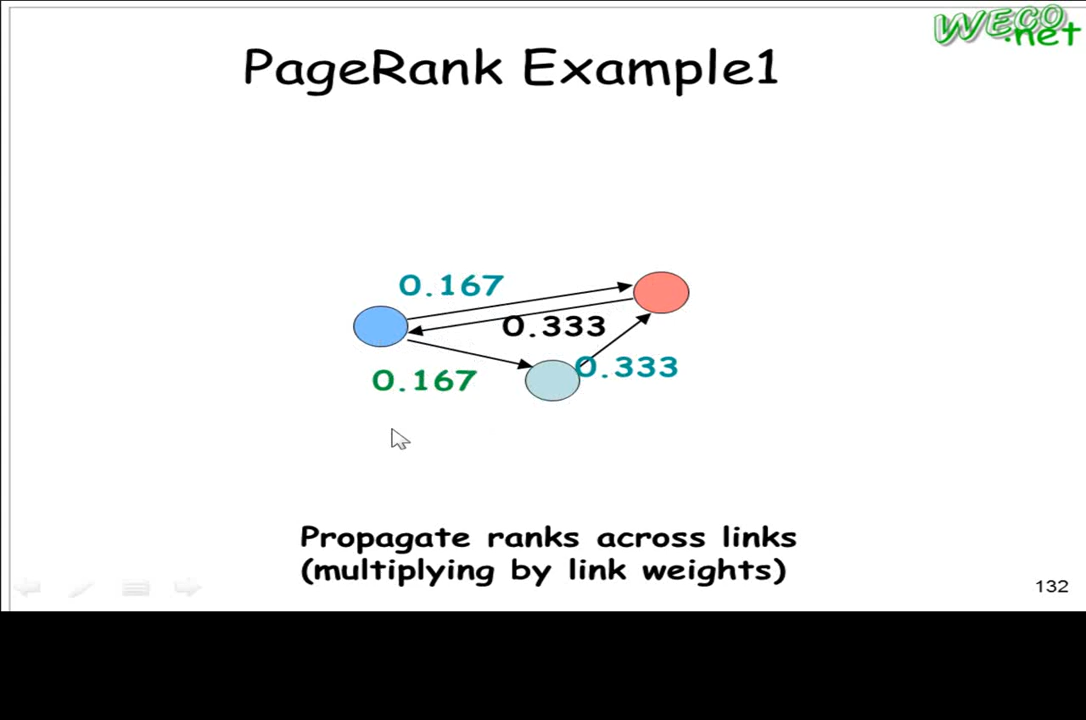 WECO
.net
PageRank Example1
0.167
0.333
0.333
0.167
Propagate ranks across links
(multiplying by link weights)
132